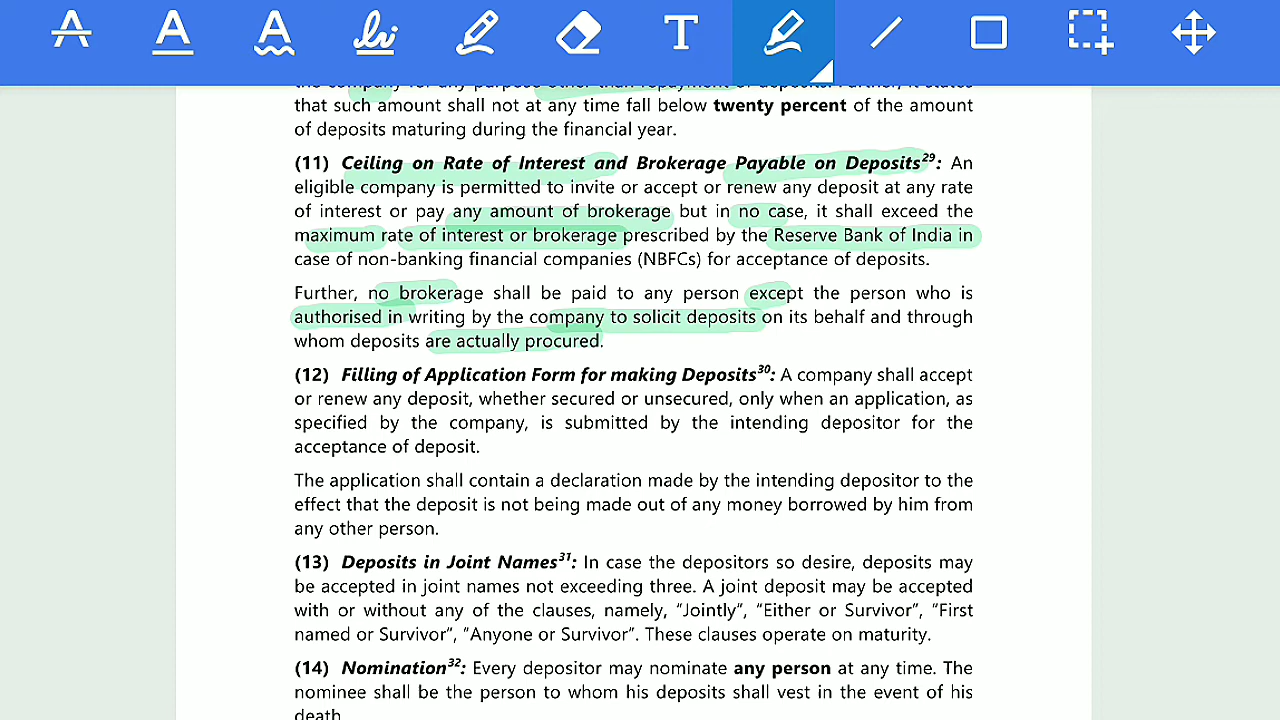 the company for any purpose other than repayment of deposits. Further, it states
that such amount shall not at any time fall below twenty percent of the amount
of deposits maturing during the financial year.
(11) Ceiling on Rate of Interest and Brokerage Payable on Deposits29: An
eligible company is permitted to invite or accept or renew any deposit at any rate
of interest or pay any amount of brokerage but in no case, it shall exceed the
maximum rate of interest or brokerage prescribed by the Reserve Bank of India in
case of non-banking financial companies (NBFCs) for acceptance of deposits.
Further, no brokerage shall be paid to any person except the person who is
authorised in writing by the company to solicit deposits on its behalf and through
whom deposits are actually procured.
(12) Filling of Application Form for making Deposits30: A company shall accept
or renew any deposit, whether secured or unsecured, only when an application, as
specified by the company, is submitted by the intending depositor for the
acceptance of deposit.
The application shall contain a declaration made by the intending depositor to the
effect that the deposit is not being made out of any money borrowed by him from
any other person.
(13) Deposits in Joint Names31: In case the depositors so desire, deposits may
be accepted in joint names not exceeding three. A joint deposit may be accepted
with or without any of the clauses, namely, “Jointly”, “Either or Survivor”, “First
named or Survivor”, “Anyone or Survivor”. These clauses operate on maturity.
(14) Nomination32: Every depositor may nominate any person at any time. The
nominee shall be the person to whom his deposits shall vest in the event of his
death.